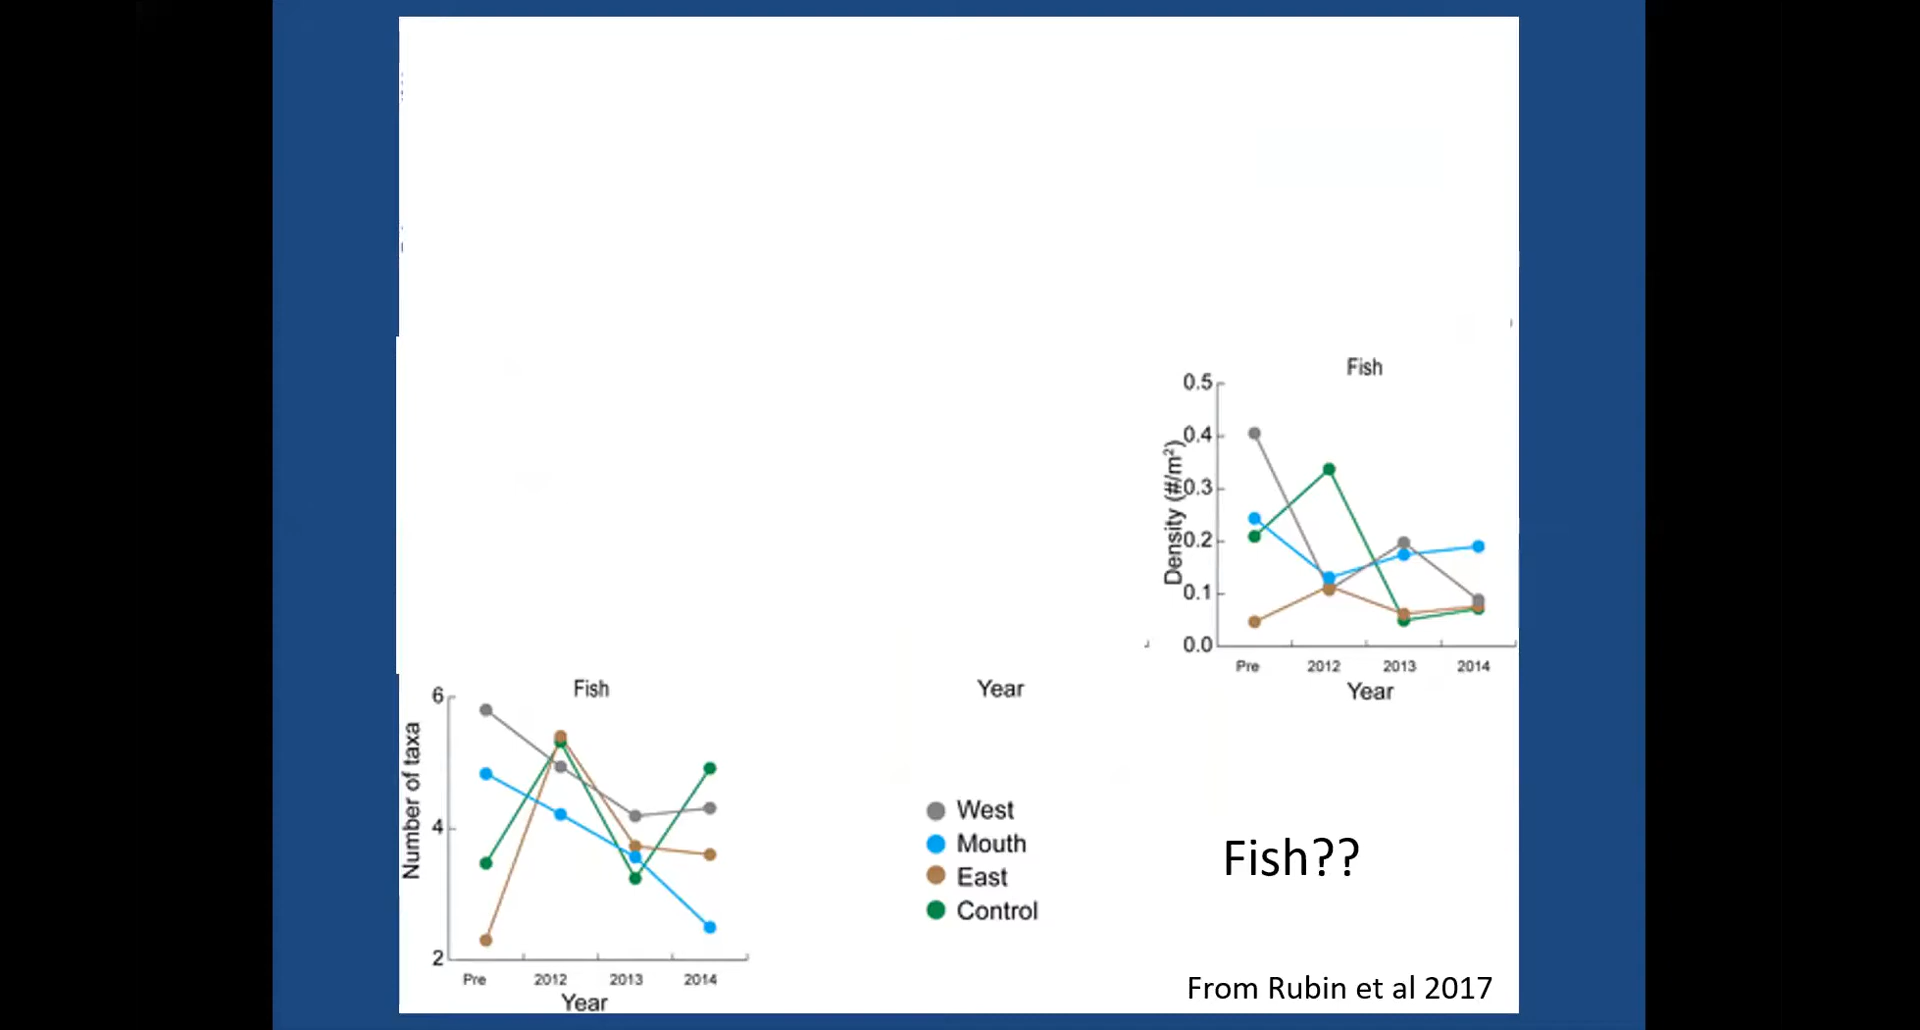 Fish
0.5
0.4
0.3
0.2
0.1
0.0
Density (#/m²)
Pre 2012 2013 2014
Year
Fish
6
4
2
Number of taxa
Pre 2012 2013 2014
Year
Year
West
Mouth
East
Control
Fish??
From Rubin et al 2017